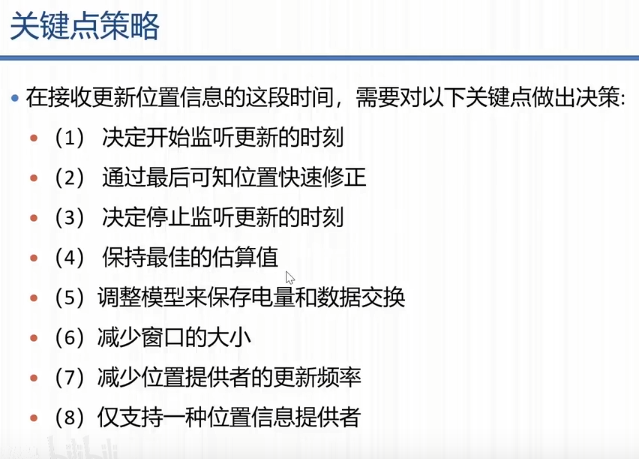 关键点策略
• 在接收更新位置信息的这段时间，需要对以下关键点做出决策:
• （1） 决定开始监听更新的时刻
• （2） 通过最后可知位置快速修正
• （3） 决定停止监听更新的时刻
• （4） 保持最佳的估算值
• （5）调整模型来保存电量和数据交换
• （6）减少窗口的大小
• （7）减少位置提供者的更新频率
• （8）仅支持一种位置信息提供者
bilibili